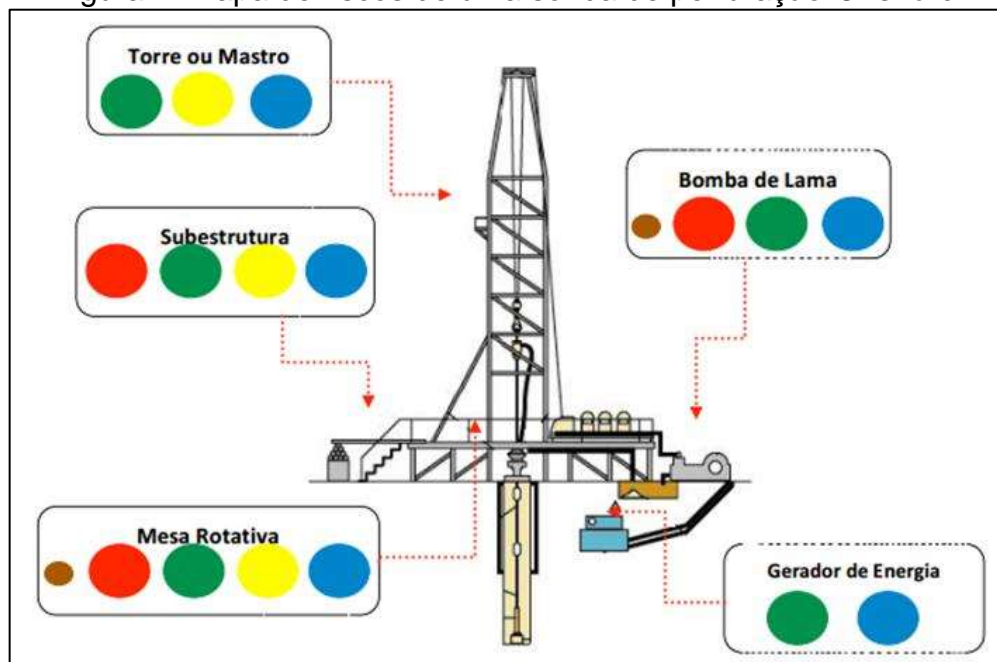 Torre ou Mastro
Bomba de Lama
Subestrutura
Mesa Rotativa
Gerador de Energia